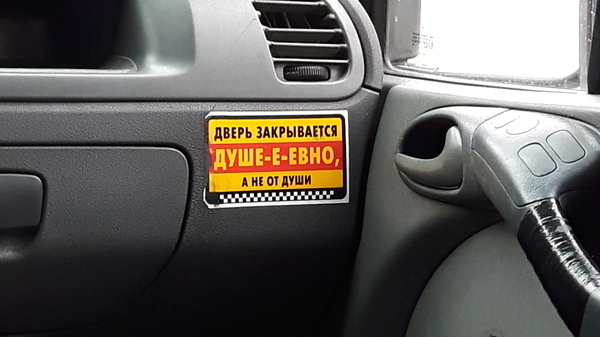 ДВЕРЬ ЗАКРЫВАЕТСЯ
ДУШЕ-Е-ЕВНО,
А НЕ ОТ ДУШИ